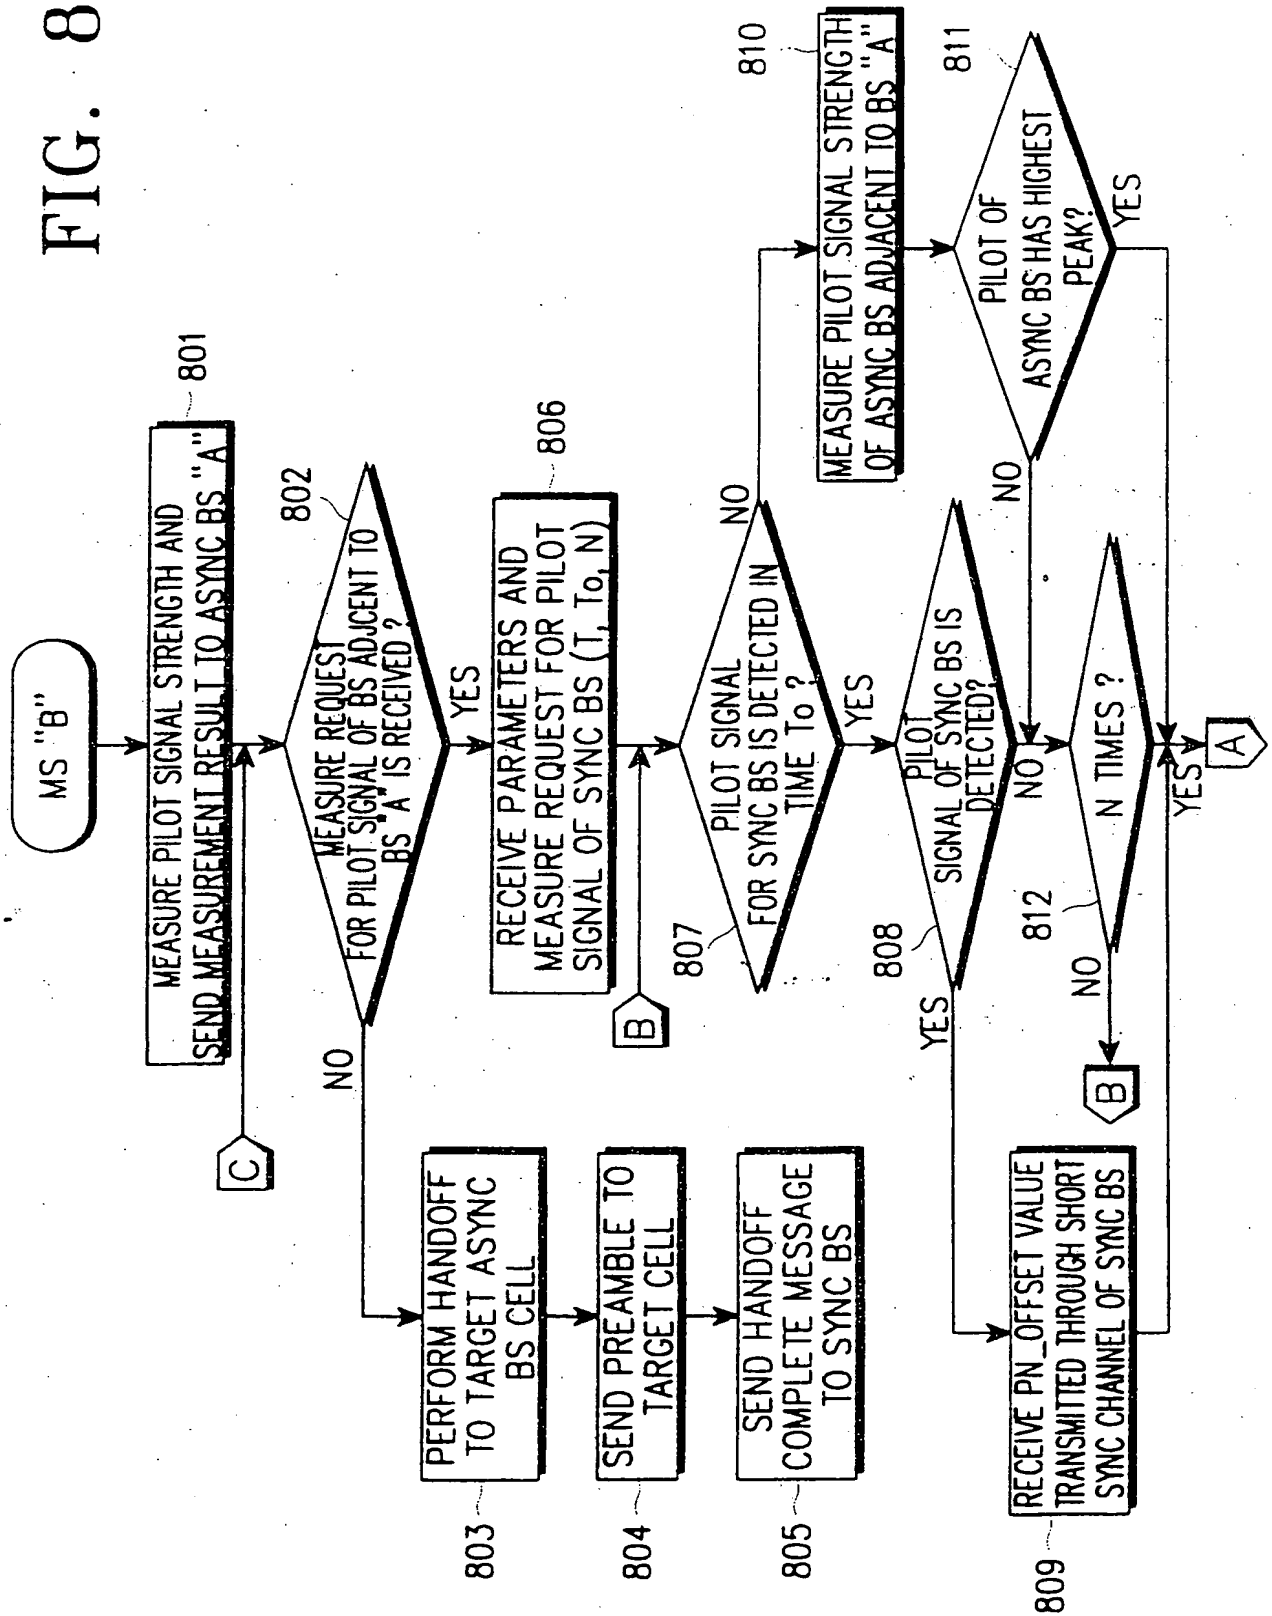 FIG. 8
MS "B"
MEASURE PILOT SIGNAL STRENGTH AND
SEND MEASUREMENT RESULT TO ASYNC BS "A"
801
C
802
MEASURE REQUEST
FOR PILOT SIGNAL OF BS ADJCENT TO
BS "A" IS RECEIVED ?
NO
YES
PERFORM HANDOFF
TO TARGET ASYNC
BS CELL
803
SEND PREAMBLE TO
TARGET CELL
804
SEND HANDOFF
COMPLETE MESSAGE
TO SYNC BS
805
RECEIVE PARAMETERS AND
MEASURE REQUEST FOR PILOT
SIGNAL OF SYNC BS (T, To, N)
806
B
807
PILOT SIGNAL
FOR SYNC BS IS DETECTED IN
TIME To ?
NO
YES
808
PILOT
SIGNAL OF SYNC BS IS
DETECTED?
YES
NO
RECEIVE PN_OFFSET VALUE
TRANSMITTED THROUGH SHORT
SYNC CHANNEL OF SYNC BS
809
810
MEASURE PILOT SIGNAL STRENGTH
OF ASYNC BS ADJACENT TO BS "A"
811
PILOT OF
ASYNC BS HAS HIGHEST
PEAK?
NO
YES
812
N TIMES ?
NO
B
YES
A